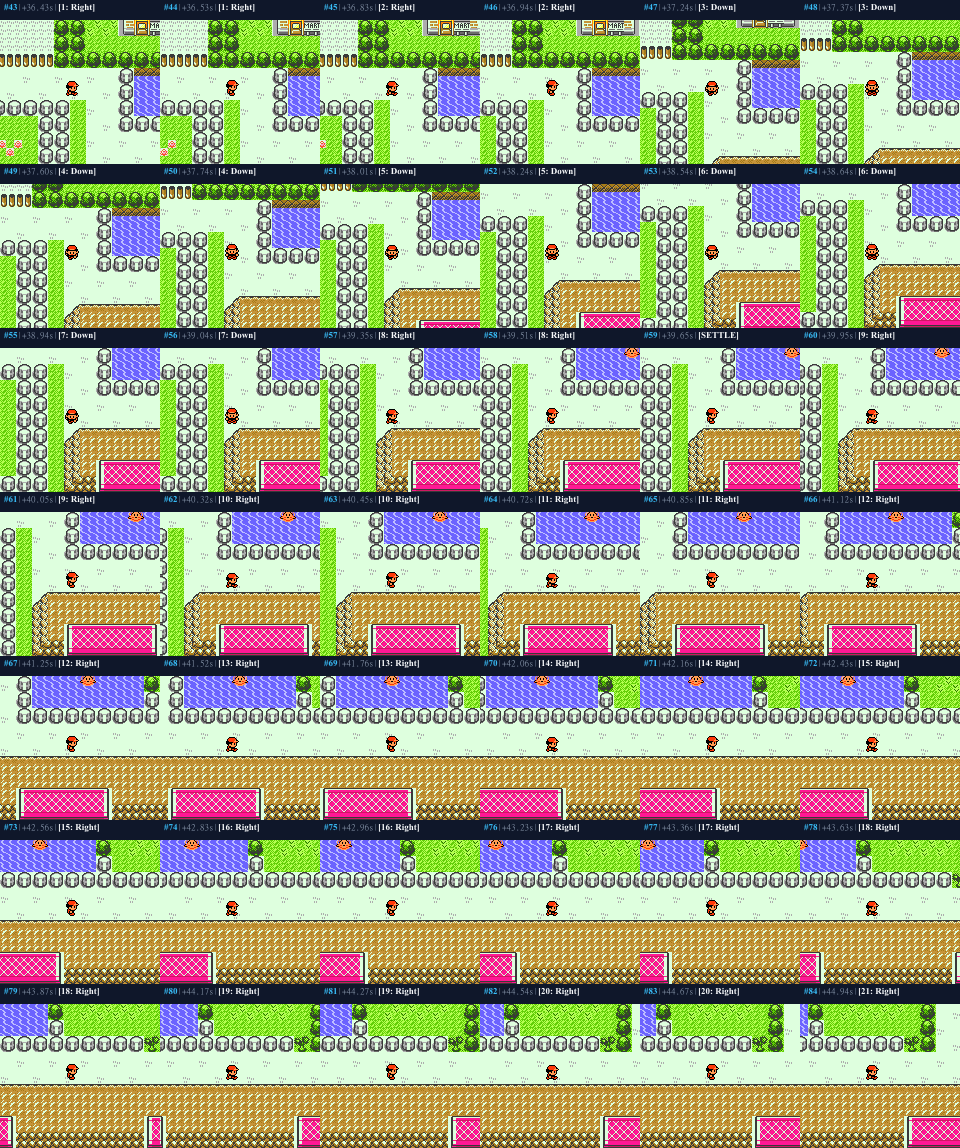 #43|+36.43s|[1: Right]
#44|+36.53s|[1: Right]
#45|+36.83s|[2: Right]
#46|+36.94s|[2: Right]
#47|+37.24s|[3: Down]
#48|+37.37s|[3: Down]
MART
MART
MART
MART
#49|+37.60s|[4: Down]
#50|+37.74s|[4: Down]
#51|+38.01s|[5: Down]
#52|+38.24s|[5: Down]
#53|+38.54s|[6: Down]
#54|+38.64s|[6: Down]
#55|+38.94s|[7: Down]
#56|+39.04s|[7: Down]
#57|+39.35s|[8: Right]
#58|+39.51s|[8: Right]
#59|+39.65s|[SETTLE]
#60|+39.95s|[9: Right]
#61|+40.05s|[9: Right]
#62|+40.32s|[10: Right]
#63|+40.45s|[10: Right]
#64|+40.72s|[11: Right]
#65|+40.85s|[11: Right]
#66|+41.12s|[12: Right]
#67|+41.25s|[12: Right]
#68|+41.52s|[13: Right]
#69|+41.76s|[13: Right]
#70|+42.06s|[14: Right]
#71|+42.16s|[14: Right]
#72|+42.43s|[15: Right]
#73|+42.56s|[15: Right]
#74|+42.83s|[16: Right]
#75|+42.96s|[16: Right]
#76|+43.23s|[17: Right]
#77|+43.36s|[17: Right]
#78|+43.63s|[18: Right]
#79|+43.87s|[18: Right]
#80|+44.17s|[19: Right]
#81|+44.27s|[19: Right]
#82|+44.54s|[20: Right]
#83|+44.67s|[20: Right]
#84|+44.94s|[21: Right]